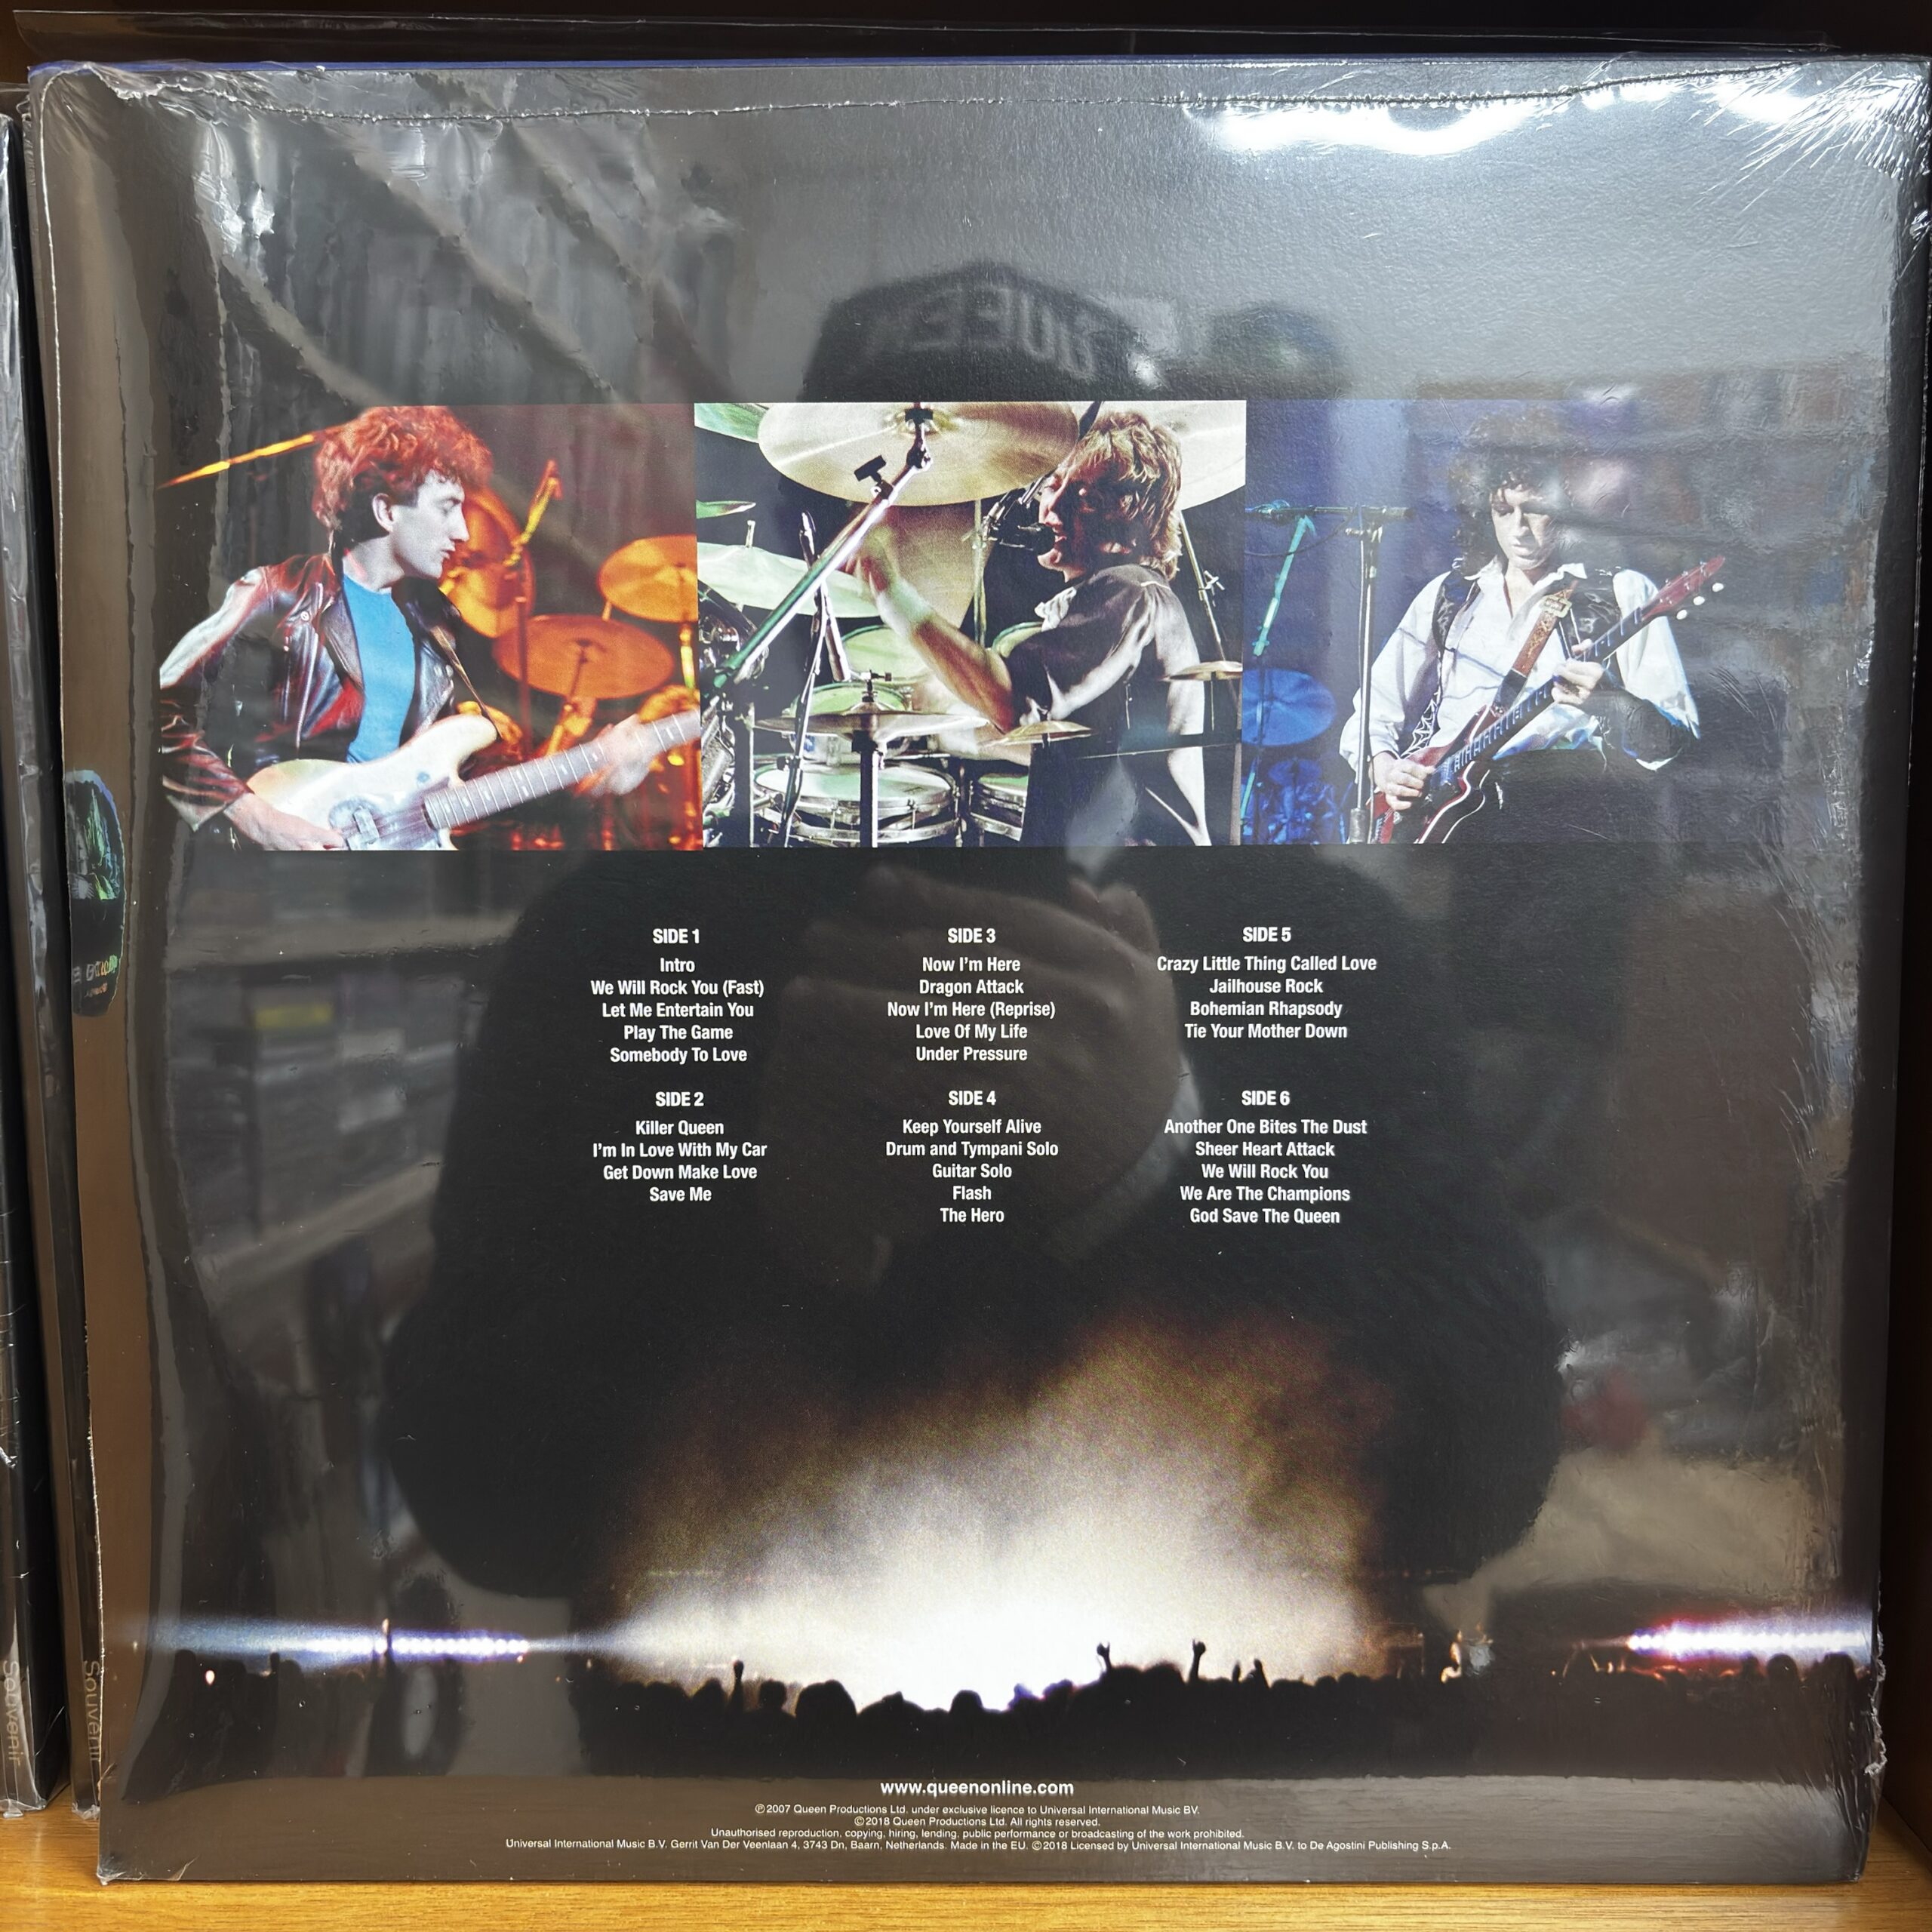 QUEEN
SIDE 1
Intro
We Will Rock You (Fast)
Let Me Entertain You
Play The Game
Somebody To Love
SIDE 2
Killer Queen
I'm In Love With My Car
Get Down Make Love
Save Me
SIDE 3
Now I'm Here
Dragon Attack
Now I'm Here (Reprise)
Love Of My Life
Under Pressure
SIDE 4
Keep Yourself Alive
Drum and Tympani Solo
Guitar Solo
Flash
The Hero
SIDE 5
Crazy Little Thing Called Love
Jailhouse Rock
Bohemian Rhapsody
Tie Your Mother Down
SIDE 6
Another One Bites The Dust
Sheer Heart Attack
We Will Rock You
We Are The Champions
God Save The Queen
Souvenir
Souvenir
www.queenonline.com
℗2007 Queen Productions Ltd. under exclusive licence to Universal International Music BV.
©2018 Queen Productions Ltd. All rights reserved.
Unauthorised reproduction, copying, hiring, lending, public performance or broadcasting of the work prohibited.
Universal International Music B.V. Gerrit Van Der Veenlaan 4, 3743 Dn, Baarn, Netherlands. Made in the EU. ©2018 Licensed by Universal International Music B.V. to De Agostini Publishing S.p.A.